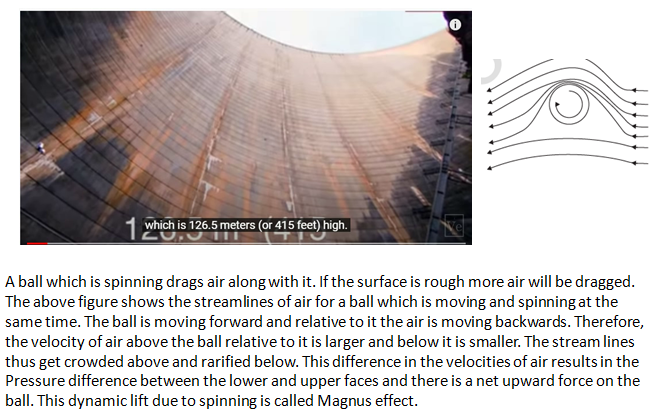 which is 126.5 meters (or 415 feet) high.
A ball which is spinning drags air along with it. If the surface is rough more air will be dragged.
The above figure shows the streamlines of air for a ball which is moving and spinning at the
same time. The ball is moving forward and relative to it the air is moving backwards. Therefore,
the velocity of air above the ball relative to it is larger and below it is smaller. The stream lines
thus get crowded above and rarified below. This difference in the velocities of air results in the
Pressure difference between the lower and upper faces and there is a net upward force on the
ball. This dynamic lift due to spinning is called Magnus effect.